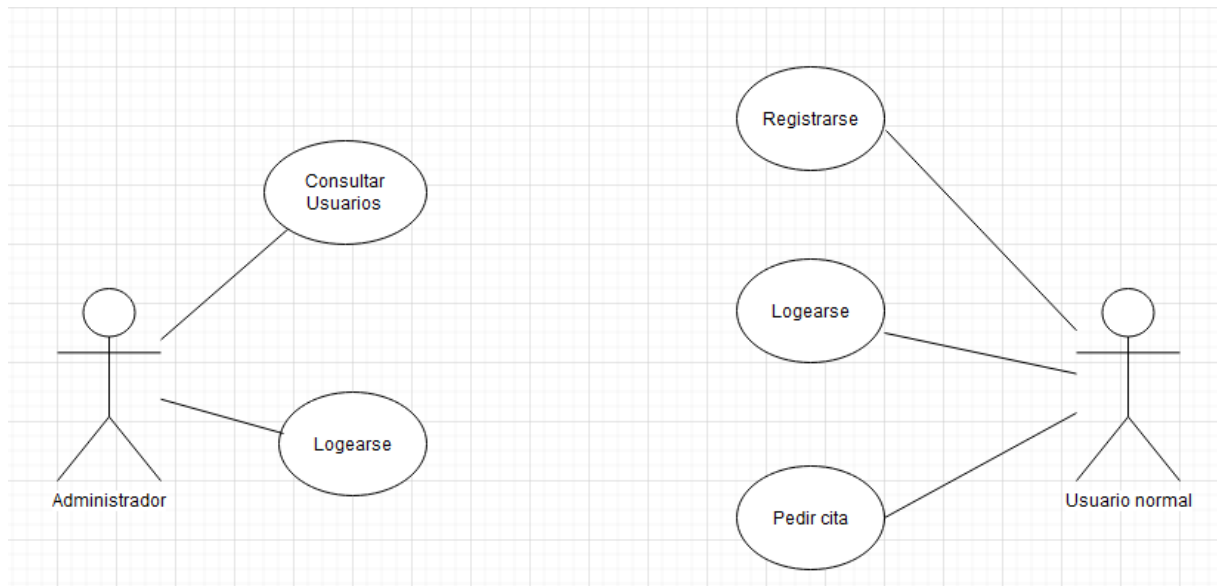 Registrarse
Consultar
Usuarios
Logearse
Logearse
Administrador
Usuario normal
Pedir cita